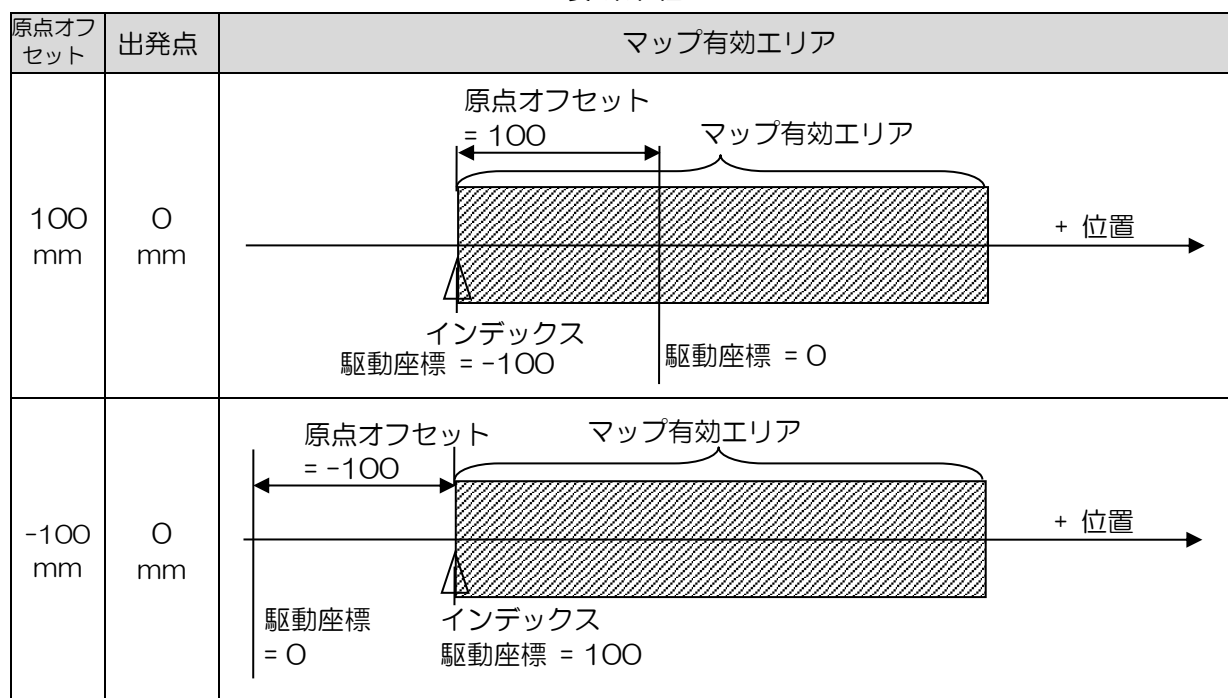 原点オフ
セット
出発点
マップ有効エリア
100
mm
0
mm
原点オフセット
= 100
マップ有効エリア
+ 位置
インデックス
駆動座標 = -100
駆動座標 = 0
-100
mm
0
mm
原点オフセット
= -100
マップ有効エリア
+ 位置
駆動座標
= 0
インデックス
駆動座標 = 100